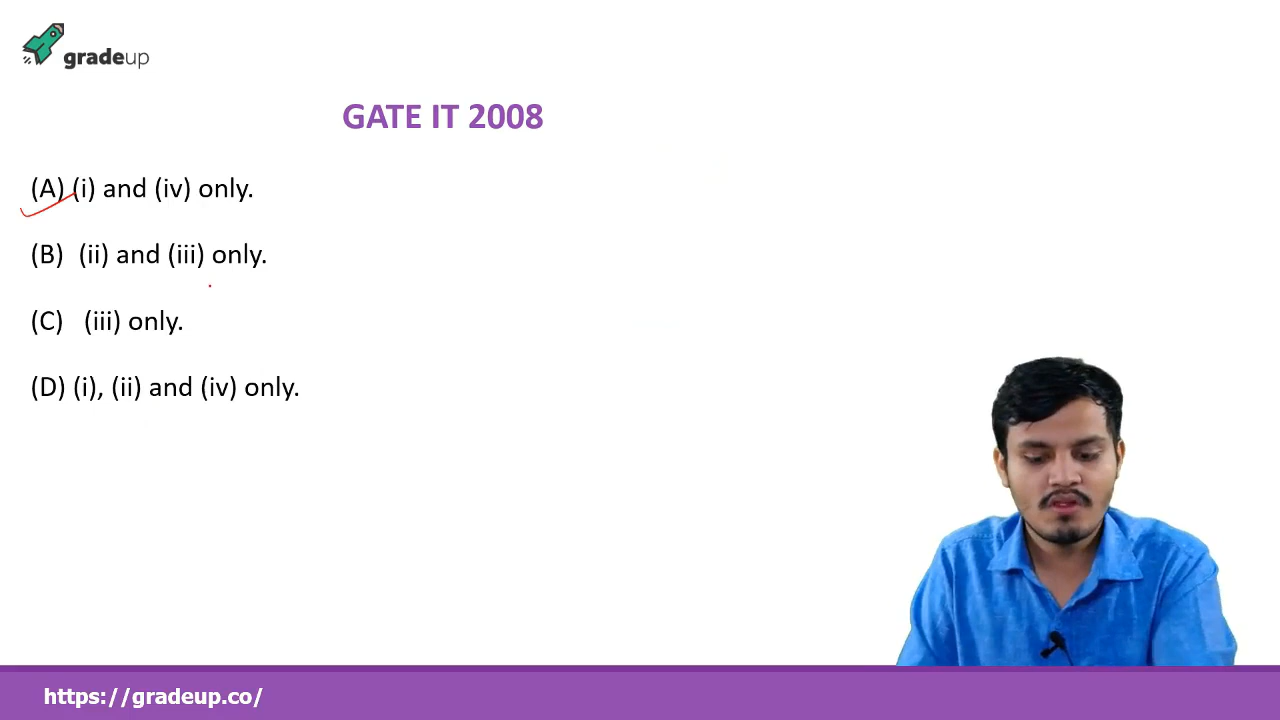 gradeup
GATE IT 2008
(A) (i) and (iv) only.
(B) (ii) and (iii) only.
(C) (iii) only.
(D) (i), (ii) and (iv) only.
https://gradeup.co/